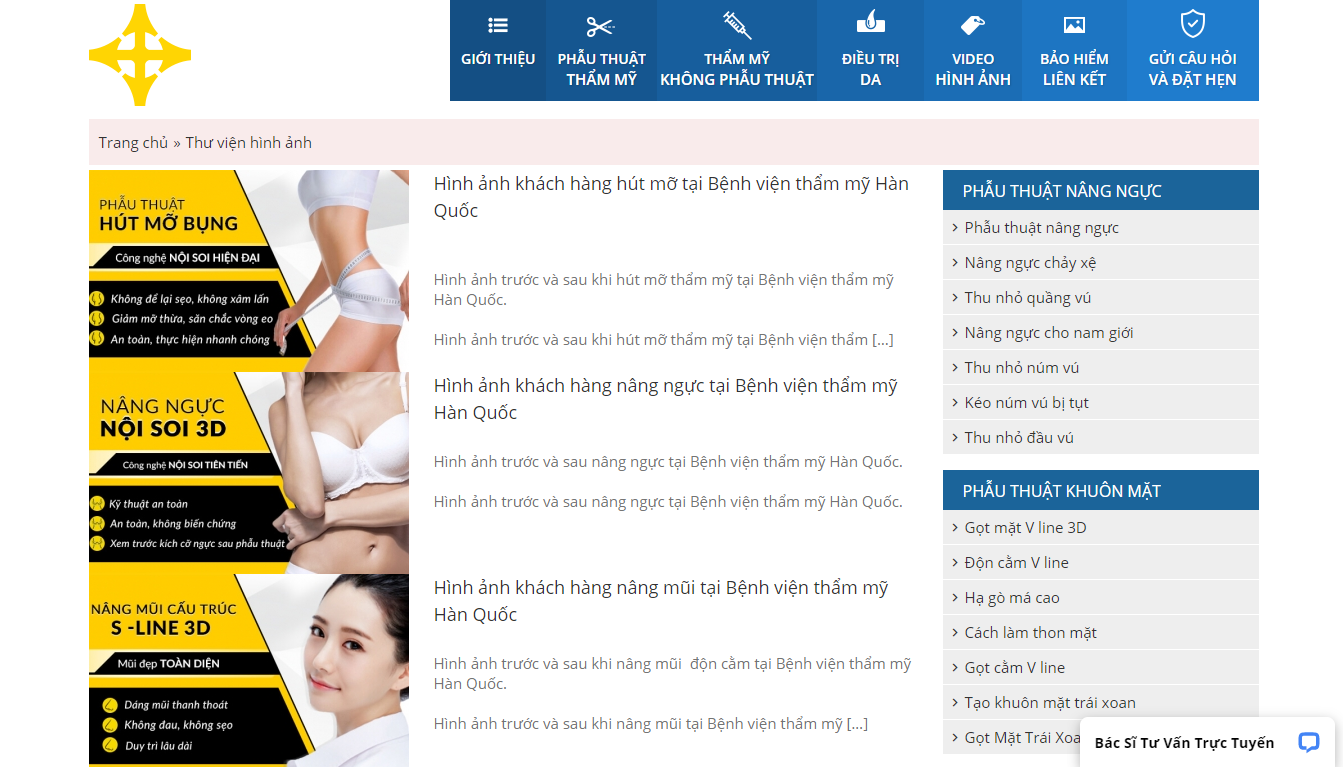 GIỚI THIỆU
PHẪU THUẬT
THẨM MỸ
THẨM MỸ
KHÔNG PHẪU THUẬT
ĐIỀU TRỊ
DA
VIDEO
HÌNH ẢNH
BẢO HIỂM
LIÊN KẾT
GỬI CÂU HỎI
VÀ ĐẶT HẸN
Trang chủ » Thư viện hình ảnh
PHẪU THUẬT
HÚT MỠ BỤNG
Công nghệ NỘI SOI HIỆN ĐẠI
Không để lại sẹo, không xâm lấn
Giảm mỡ thừa, săn chắc vòng eo
An toàn, thực hiện nhanh chóng
Hình ảnh khách hàng hút mỡ tại Bệnh viện thẩm mỹ Hàn
Quốc
Hình ảnh trước và sau khi hút mỡ thẩm mỹ tại Bệnh viện thẩm mỹ
Hàn Quốc.
Hình ảnh trước và sau khi hút mỡ thẩm mỹ tại Bệnh viện thẩm [...]
NÂNG NGỰC
NỘI SOI 3D
Công nghệ NỘI SOI TIÊN TIẾN
Kỹ thuật an toàn
An toàn, không biến chứng
Xem trước kích cỡ ngực sau phẫu thuật
Hình ảnh khách hàng nâng ngực tại Bệnh viện thẩm mỹ
Hàn Quốc
Hình ảnh trước và sau nâng ngực tại Bệnh viện thẩm mỹ Hàn Quốc.
Hình ảnh trước và sau nâng ngực tại Bệnh viện thẩm mỹ Hàn Quốc.
NÂNG MŨI CẤU TRÚC
S -LINE 3D
Mũi đẹp TOÀN DIỆN
Dáng mũi thanh thoát
Không đau, không sẹo
Duy trì lâu dài
Hình ảnh khách hàng nâng mũi tại Bệnh viện thẩm mỹ
Hàn Quốc
Hình ảnh trước và sau khi nâng mũi  độn cằm tại Bệnh viện thẩm mỹ
Hàn Quốc.
Hình ảnh trước và sau khi nâng mũi tại Bệnh viện thẩm mỹ [...]
PHẪU THUẬT NÂNG NGỰC
Phẫu thuật nâng ngực
Nâng ngực chảy xệ
Thu nhỏ quầng vú
Nâng ngực cho nam giới
Thu nhỏ núm vú
Kéo núm vú bị tụt
Thu nhỏ đầu vú
PHẪU THUẬT KHUÔN MẶT
Gọt mặt V line 3D
Độn cằm V line
Hạ gò má cao
Cách làm thon mặt
Gọt cằm V line
Tạo khuôn mặt trái xoan
Gọt Mặt Trái Xoa
Bác Sĩ Tư Vấn Trực Tuyến